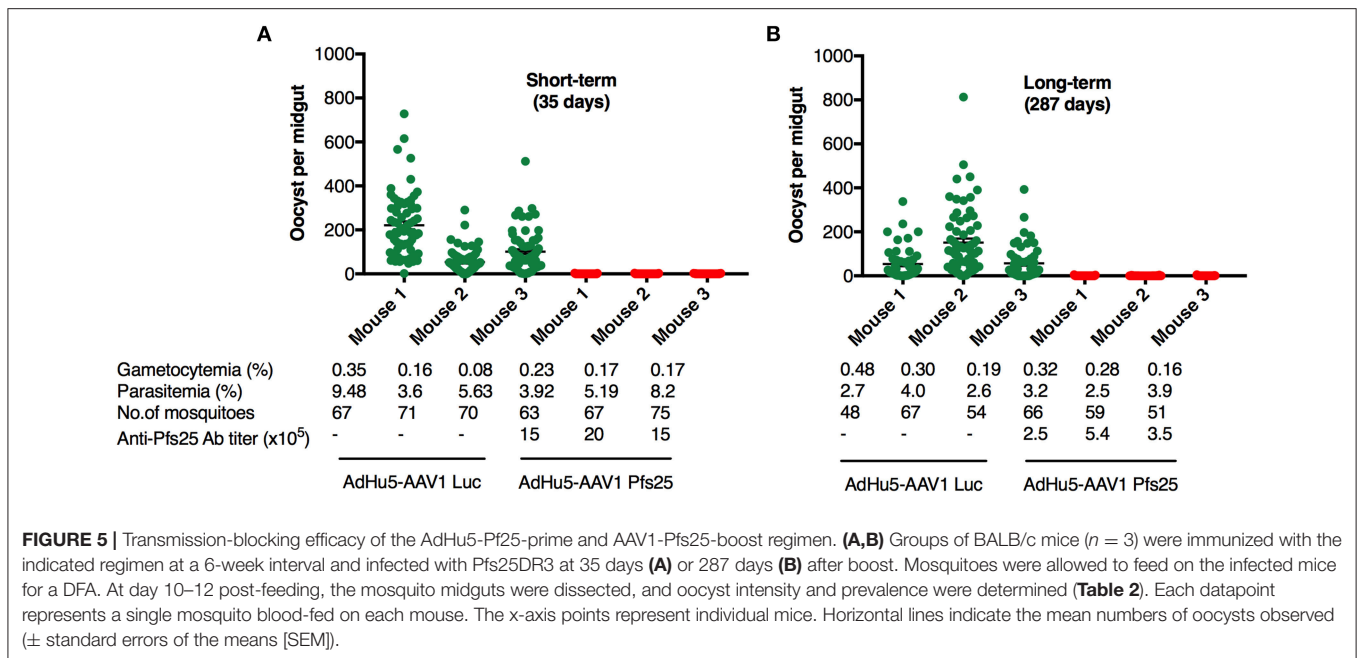 A
B
1000
800
600
400
200
0
Oocyst per midgut
Short-term
(35 days)
Mouse 1
Mouse 2
Mouse 3
Mouse 1
Mouse 2
Mouse 3
1000
800
600
400
200
0
Oocyst per midgut
Long-term
(287 days)
Mouse 1
Mouse 2
Mouse 3
Mouse 1
Mouse 2
Mouse 3
Gametocytemia (%) 0.35 0.16 0.08 0.23 0.17 0.17 0.48 0.30 0.19 0.32 0.28 0.16
Parasitemia (%) 9.48 3.6 5.63 3.92 5.19 8.2 2.7 4.0 2.6 3.2 2.5 3.9
No.of mosquitoes 67 71 70 63 67 75 48 67 54 66 59 51
Anti-Pfs25 Ab titer (x10⁵) - - - 15 20 15 - - - 2.5 5.4 3.5
AdHu5-AAV1 Luc AdHu5-AAV1 Pfs25 AdHu5-AAV1 Luc AdHu5-AAV1 Pfs25
FIGURE 5 | Transmission-blocking efficacy of the AdHu5-Pf25-prime and AAV1-Pfs25-boost regimen. (A,B) Groups of BALB/c mice (n = 3) were immunized with the
indicated regimen at a 6-week interval and infected with Pfs25DR3 at 35 days (A) or 287 days (B) after boost. Mosquitoes were allowed to feed on the infected mice
for a DFA. At day 10–12 post-feeding, the mosquito midguts were dissected, and oocyst intensity and prevalence were determined (Table 2). Each datapoint
represents a single mosquito blood-fed on each mouse. The x-axis points represent individual mice. Horizontal lines indicate the mean numbers of oocysts observed
(± standard errors of the means [SEM]).